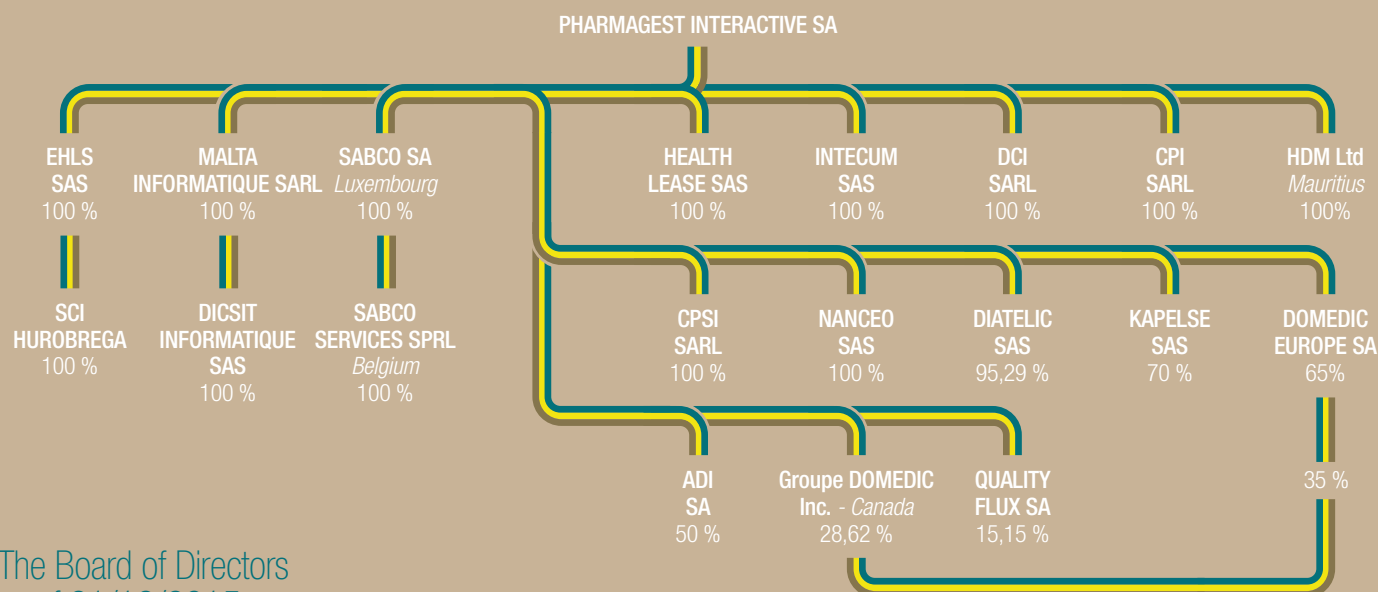 PHARMAGEST INTERACTIVE SA
EHLS
SAS
100 %
MALTA
INFORMATIQUE SARL
100 %
SABCO SA
Luxembourg
100 %
HEALTH
LEASE SAS
100 %
INTECUM
SAS
100 %
DCI
SARL
100 %
CPI
SARL
100 %
HDM Ltd
Mauritius
100%
SCI
HUROBREGA
100 %
DICSIT
INFORMATIQUE
SAS
100 %
SABCO
SERVICES SPRL
Belgium
100 %
CPSI
SARL
100 %
NANCEO
SAS
100 %
DIATELIC
SAS
95,29 %
KAPELSE
SAS
70 %
DOMEDIC
EUROPE SA
65%
ADI
SA
50 %
Groupe DOMEDIC
Inc. - Canada
28,62 %
QUALITY
FLUX SA
15,15 %
35 %
The Board of Directors